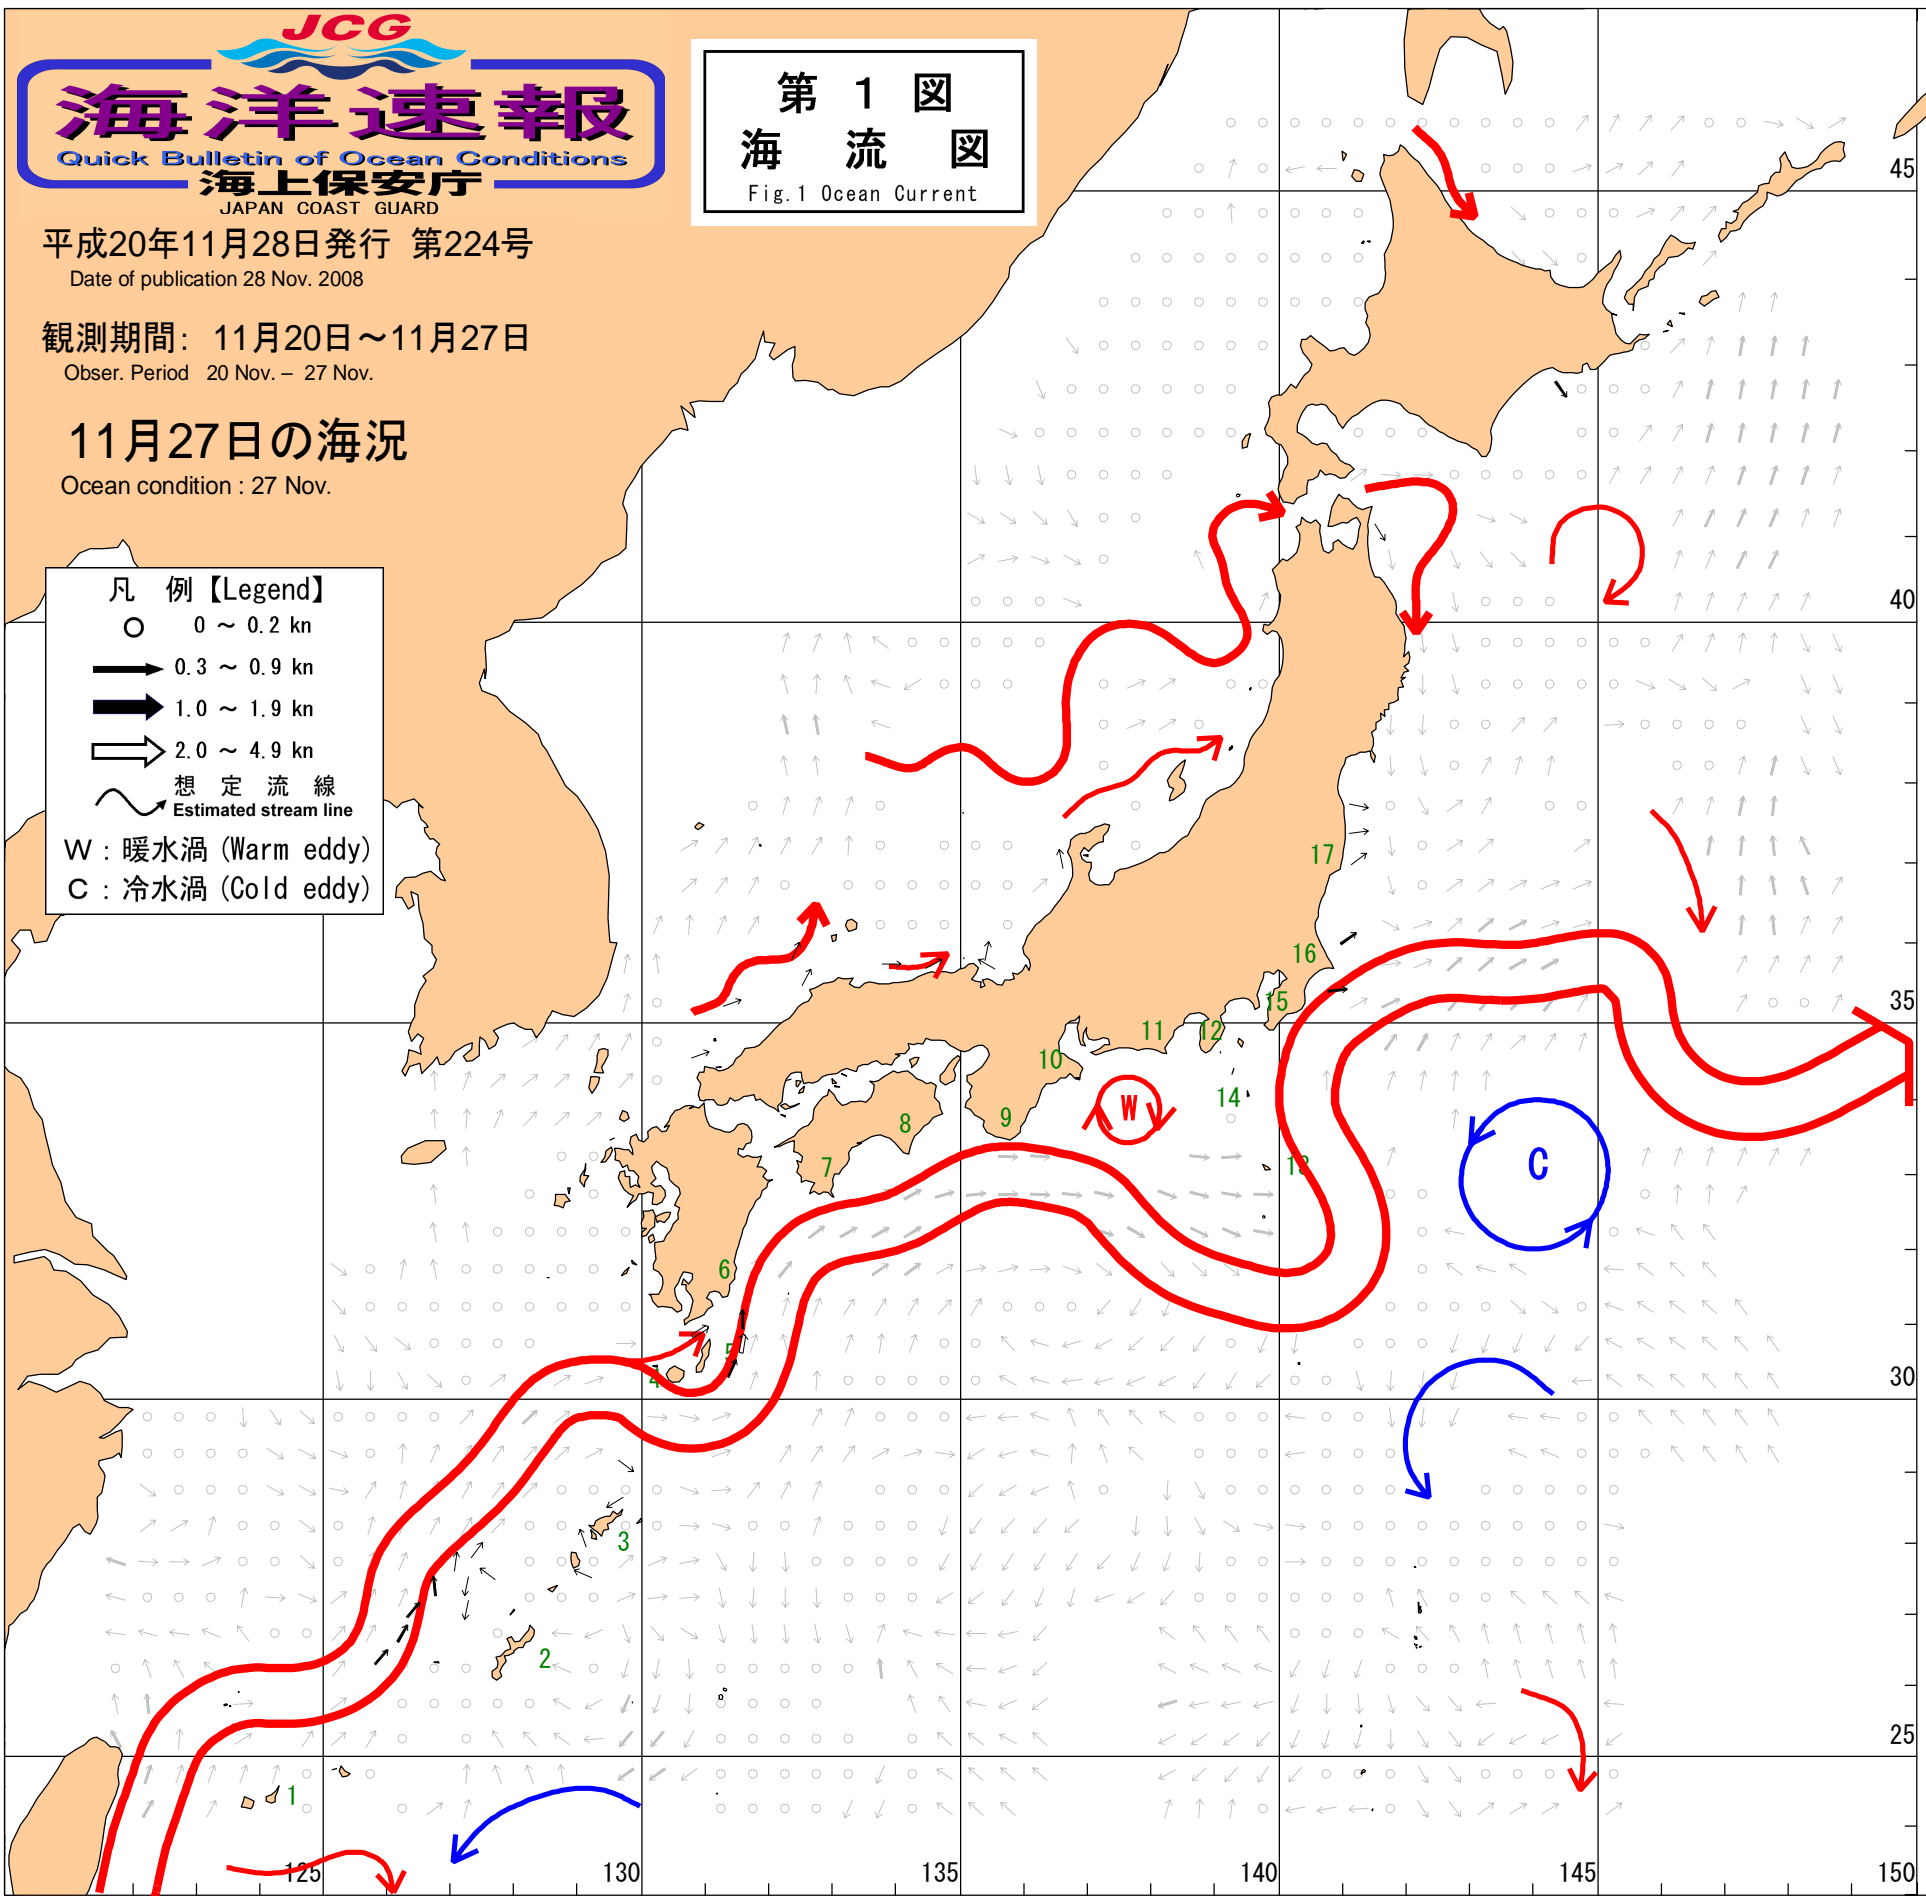 JCG
海洋速報
Quick Bulletin of Ocean Conditions
海上保安庁
JAPAN COAST GUARD
平成20年11月28日発行 第224号
Date of publication 28 Nov. 2008
観測期間: 11月20日～11月27日
Obser. Period 20 Nov. – 27 Nov.
11月27日の海況
Ocean condition : 27 Nov.
第 1 図
海 流 図
Fig.1 Ocean Current
凡 例【Legend】
0 ～ 0.2 kn
0.3 ～ 0.9 kn
1.0 ～ 1.9 kn
2.0 ～ 4.9 kn
想 定 流 線
Estimated stream line
W : 暖水渦 (Warm eddy)
C : 冷水渦 (Cold eddy)
45
40
17
16
35
15
12
11
10
W
14
9
8
7
13
C
6
5
4
30
3
2
25
1
125
130
135
140
145
150